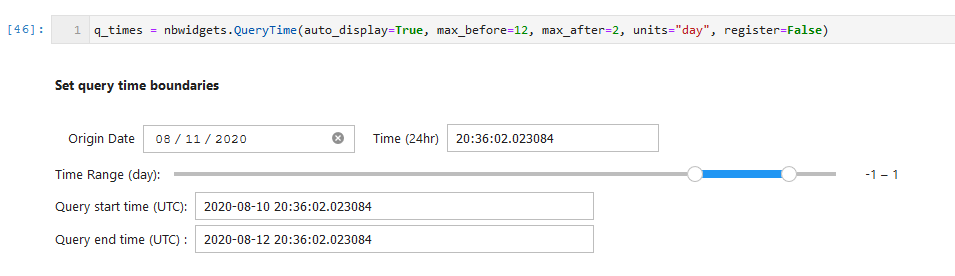 [46]: 1 q_times = nbwidgets.QueryTime(auto_display=True, max_before=12, max_after=2, units="day", register=False)
Set query time boundaries
Origin Date 08 / 11 / 2020 Time (24hr) 20:36:02.023084
Time Range (day): -1 – 1
Query start time (UTC): 2020-08-10 20:36:02.023084
Query end time (UTC) : 2020-08-12 20:36:02.023084